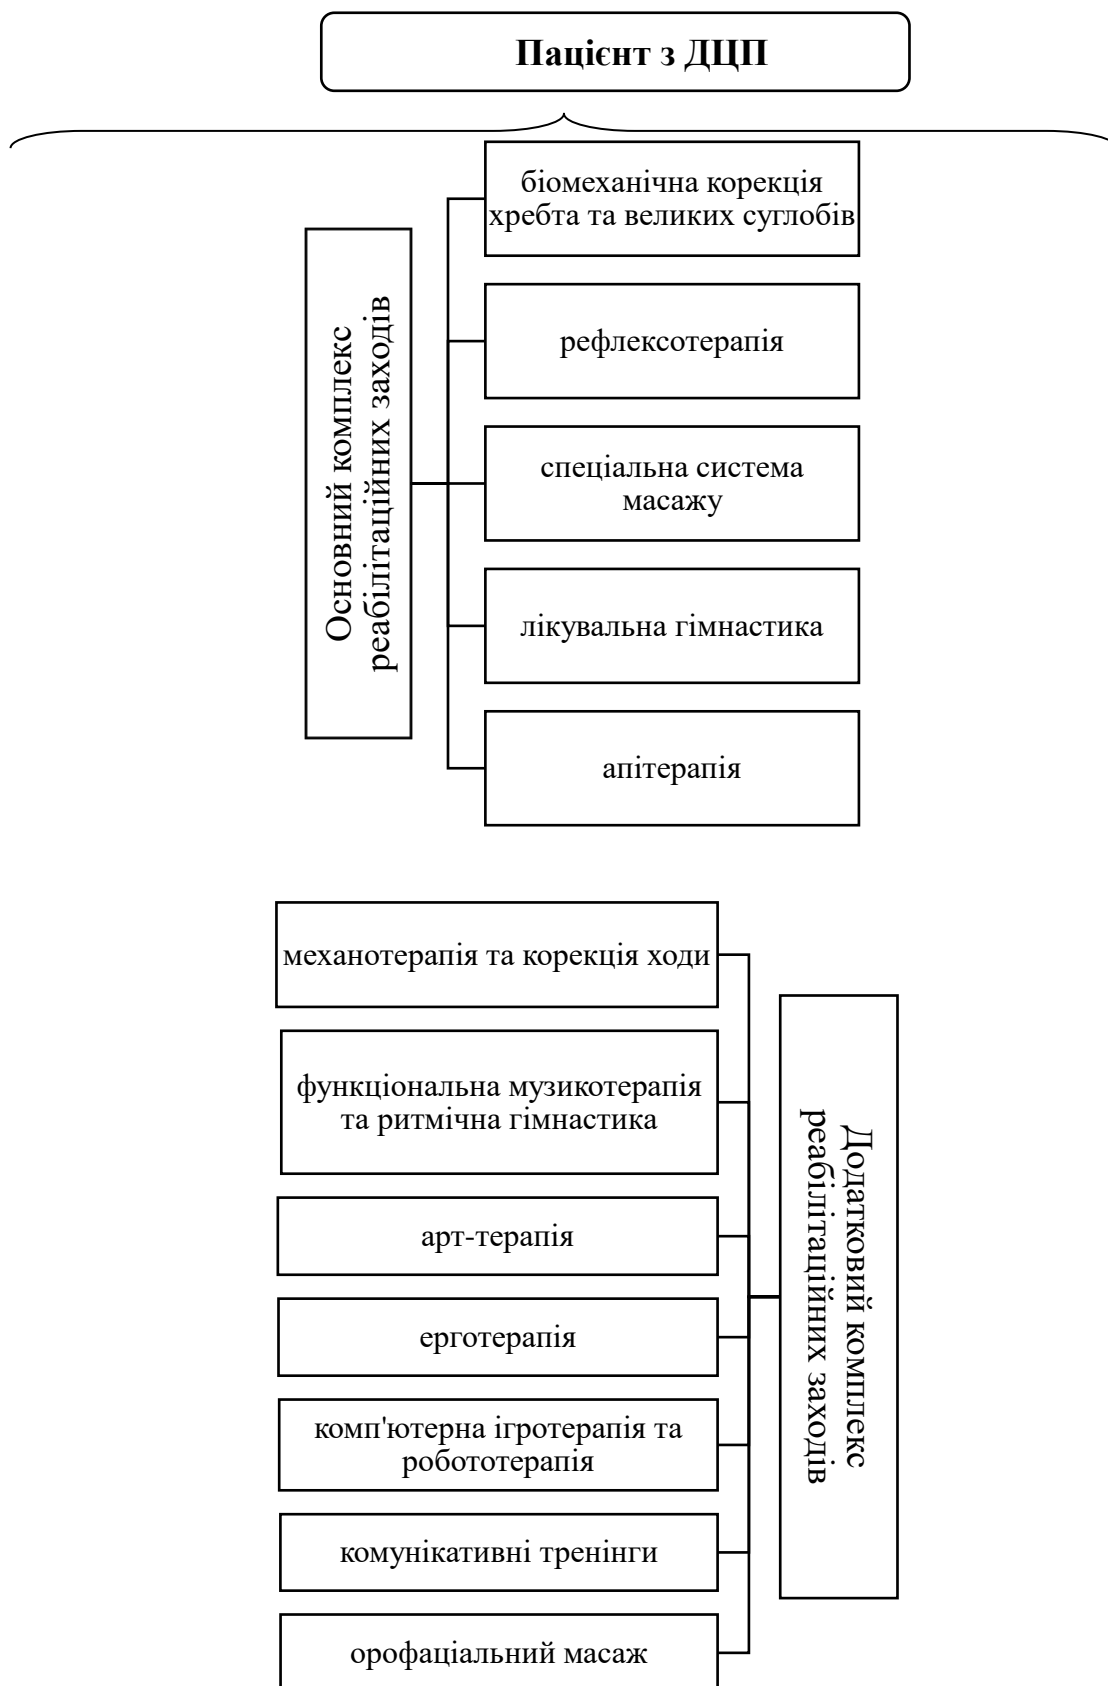 Пацієнт з ДЦП
Основний комплекс
реабілітаційних заходів
біомеханічна корекція
хребта та великих суглобів
рефлексотерапія
спеціальна система
масажу
лікувальна гімнастика
апітерапія
механотерапія та корекція ходи
функціональна музикотерапія
та ритмічна гімнастика
арт-терапія
ерготерапія
комп'ютерна ігротерапія та
робототерапія
комунікативні тренінги
орофаціальний масаж
Додатковий комплекс
реабілітаційних заходів